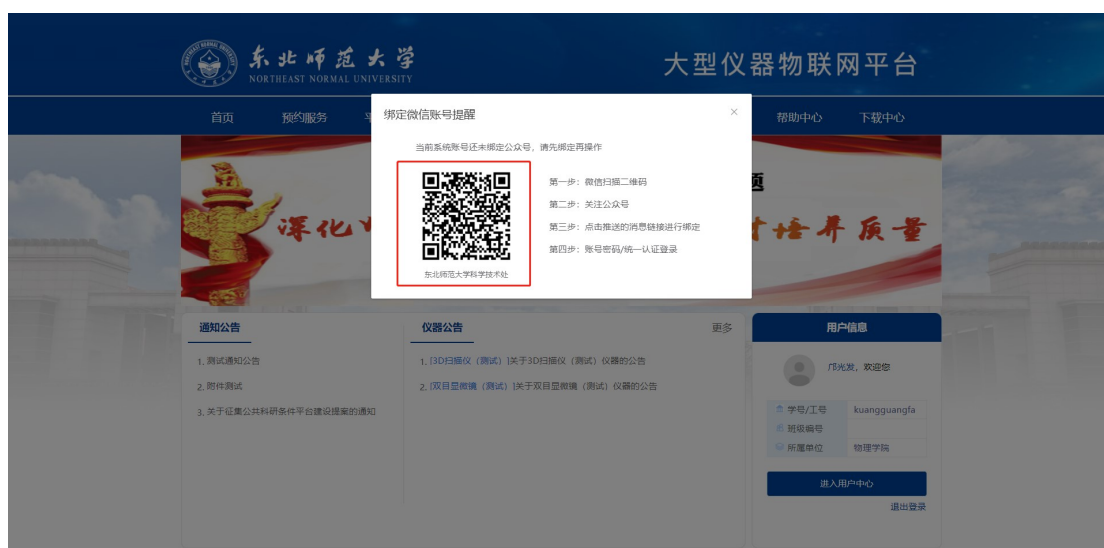 东北师范大学
NORTHEAST NORMAL UNIVERSITY
大型仪器物联网平台
首页
预约服务
帮助中心
下载中心
绑定微信账号提醒
×
当前系统账号还未绑定公众号，请先绑定再操作
第一步：微信扫描二维码
第二步：关注公众号
第三步：点击推送的消息链接进行绑定
第四步：账号密码/统一认证登录
东北师范大学科学技术处
深化
才培养质量
通知公告
1. 测试通知公告
2. 附件测试
3. 关于征集公共科研条件平台建设提案的通知
仪器公告
更多
1. [3D扫描仪（测试）]关于3D扫描仪（测试）仪器的公告
2. [双目显微镜（测试）]关于双目显微镜（测试）仪器的公告
用户信息
邝光发，欢迎您
学号/工号 kuangguangfa
班级编号
所属单位 物理学院
进入用户中心
退出登录